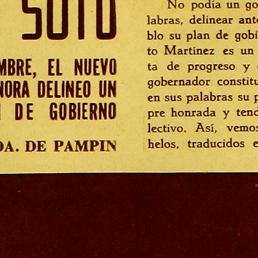 SOTO
MBRE, EL NUEVO
NORA DELINEO UN
DE GOBIERNO
DA. DE PAMPIN
No podía un go
labras, delinear ante
blo su plan de gobi
to Martínez es un
ta de progreso y
gobernador constitu
en sus palabras su p
pre honrada y tend
lectivo. Así, vemos
helos, traducidos e